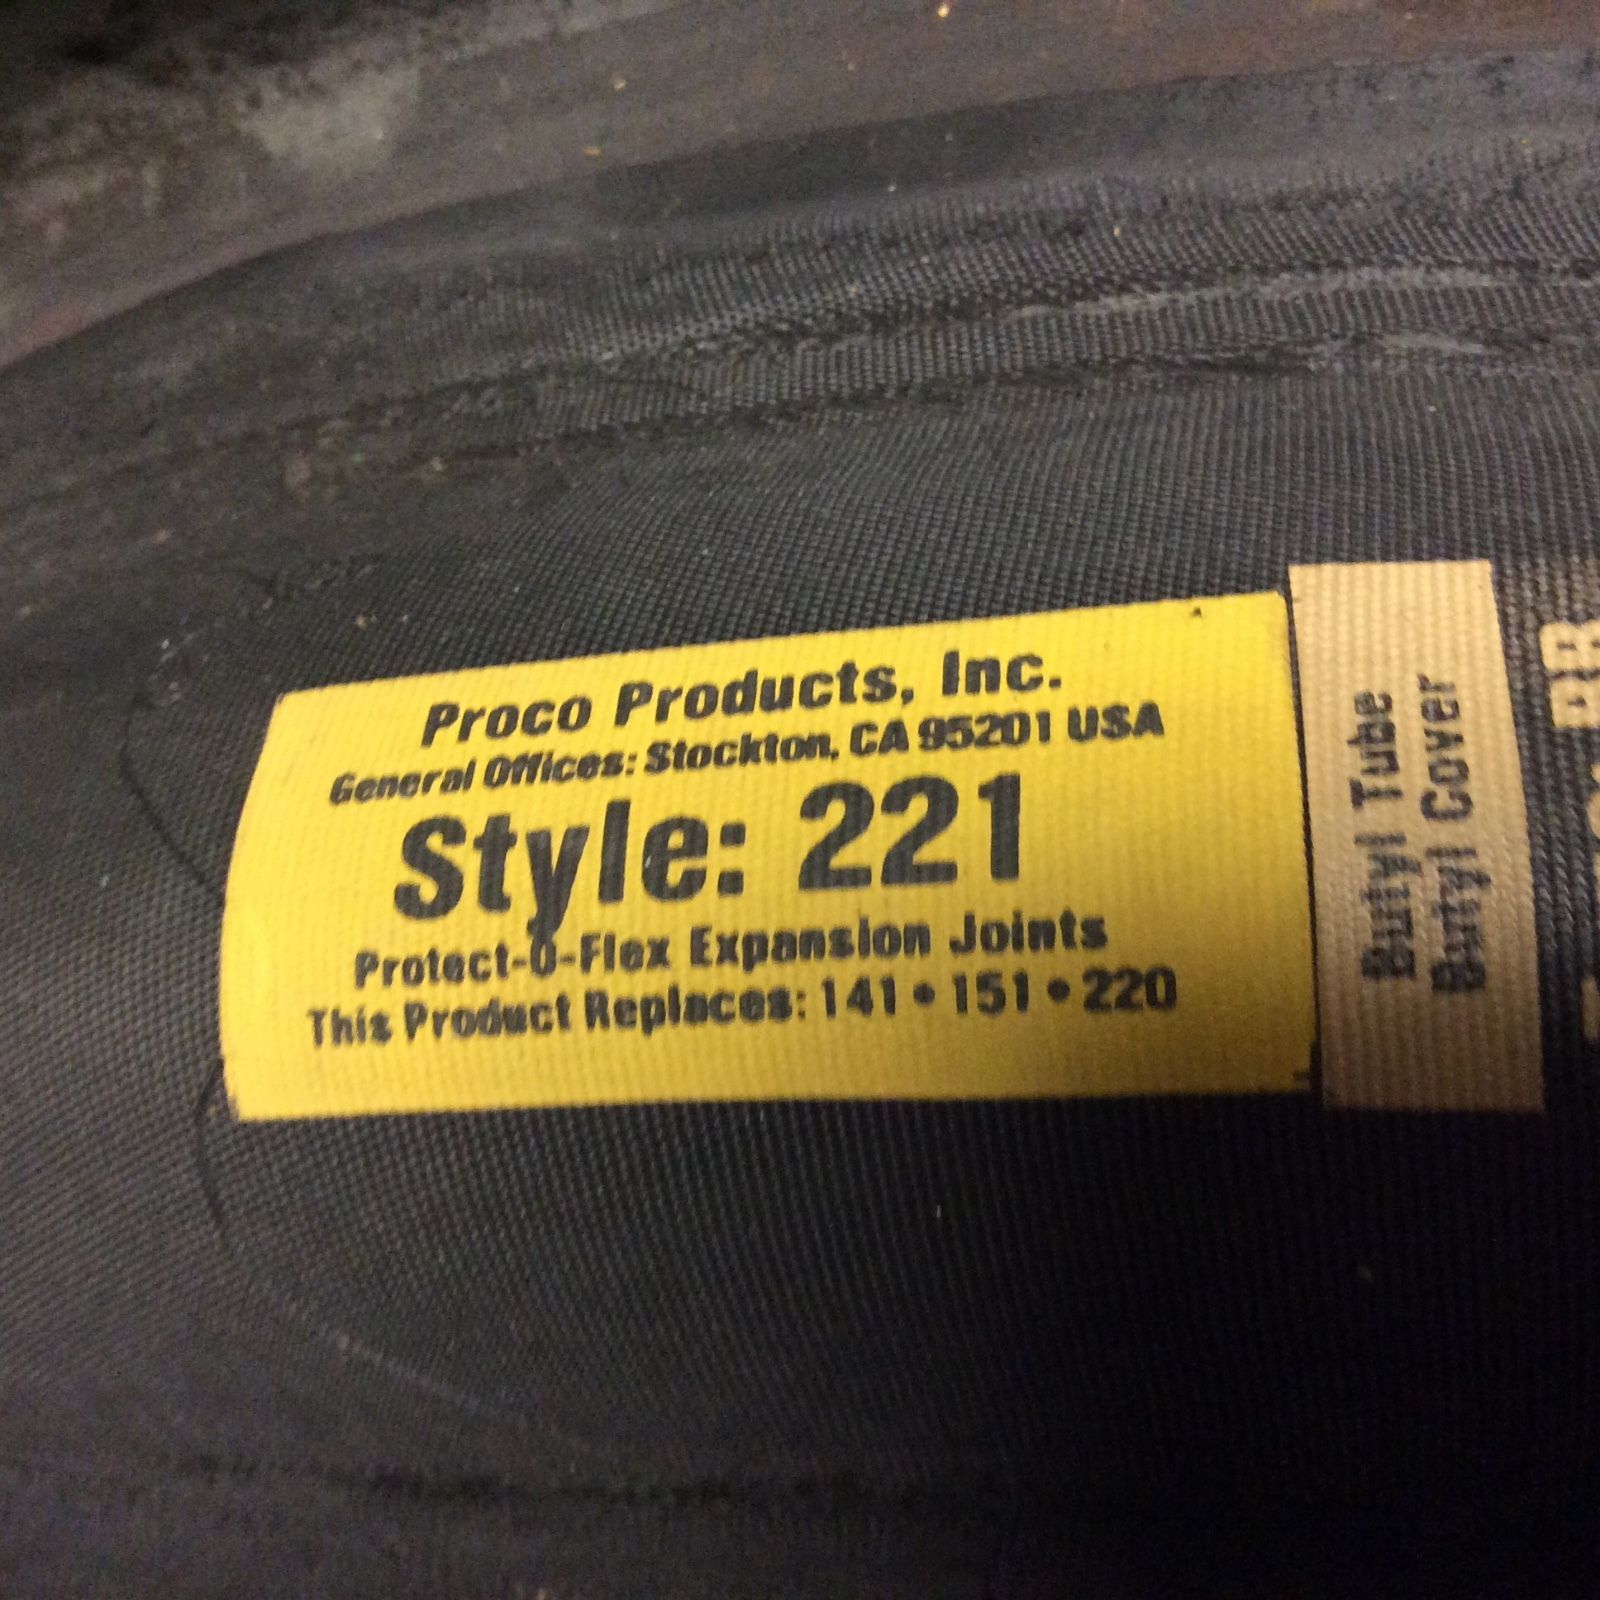 Proco Products, Inc.
General Offices: Stockton, CA 95201 USA
Style: 221
Protect-O-Flex Expansion Joints
This Product Replaces: 141 • 151 • 220
Butyl Tube
Butyl Cover